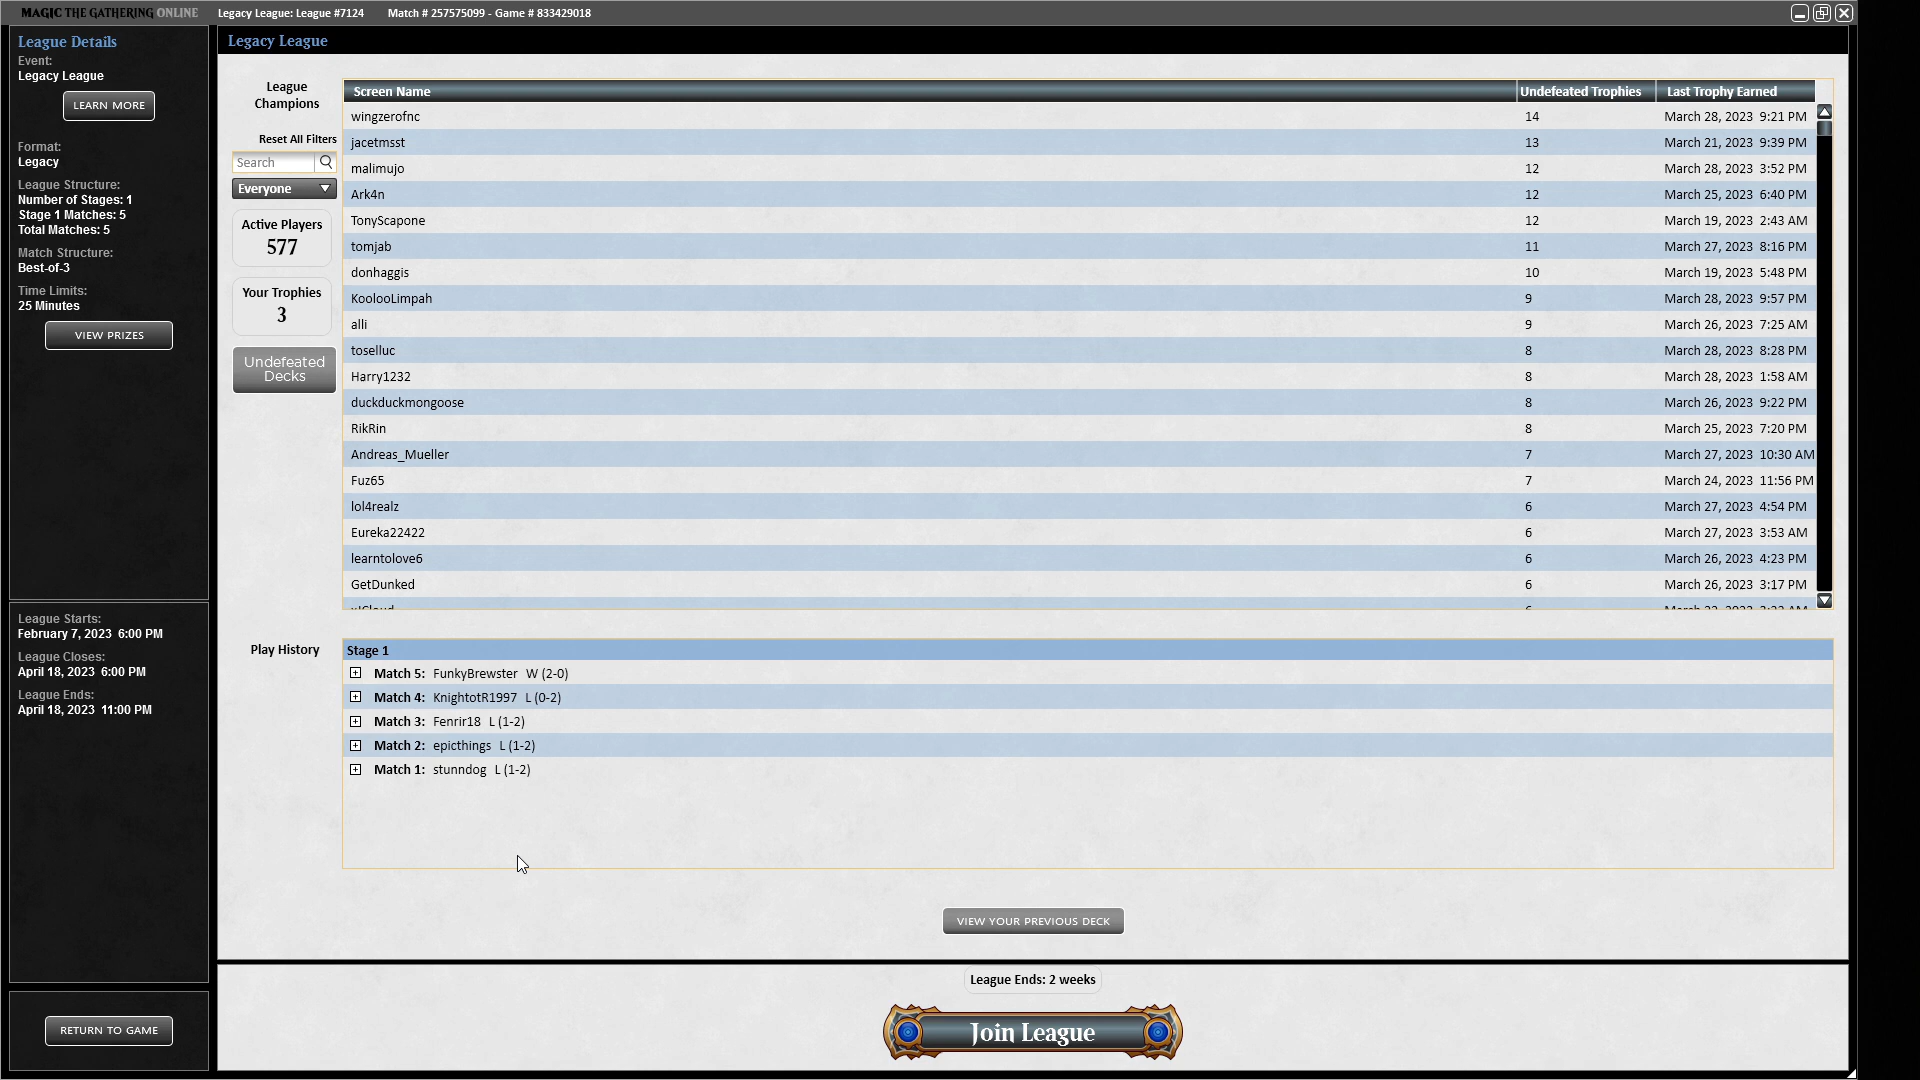 MAGIC THE GATHERING ONLINE Legacy League: League #7124 Match # 257575099 - Game # 833429018
League Details
Event:
Legacy League
LEARN MORE
Format:
Legacy
League Structure:
Number of Stages: 1
Stage 1 Matches: 5
Total Matches: 5
Match Structure:
Best-of-3
Time Limits:
25 Minutes
VIEW PRIZES
League Starts:
February 7, 2023 6:00 PM
League Closes:
April 18, 2023 6:00 PM
League Ends:
April 18, 2023 11:00 PM
RETURN TO GAME
Legacy League
League
Champions
Reset All Filters
Search
Everyone
Active Players
577
Your Trophies
3
Undefeated
Decks
Screen Name Undefeated Trophies Last Trophy Earned
wingzerofnc 14 March 28, 2023 9:21 PM
jacetmsst 13 March 21, 2023 9:39 PM
malimujo 12 March 28, 2023 3:52 PM
Ark4n 12 March 25, 2023 6:40 PM
TonyScapone 12 March 19, 2023 2:43 AM
tomjab 11 March 27, 2023 8:16 PM
donhaggis 10 March 19, 2023 5:48 PM
KoolooLimpah 9 March 28, 2023 9:57 PM
alli 9 March 26, 2023 7:25 AM
toselluc 8 March 28, 2023 8:28 PM
Harry1232 8 March 28, 2023 1:58 AM
duckduckmongoose 8 March 26, 2023 9:22 PM
RikRin 8 March 25, 2023 7:20 PM
Andreas_Mueller 7 March 27, 2023 10:30 AM
Fuz65 7 March 24, 2023 11:56 PM
lol4realz 6 March 27, 2023 4:54 PM
Eureka22422 6 March 27, 2023 3:53 AM
learntolove6 6 March 26, 2023 4:23 PM
GetDunked 6 March 26, 2023 3:17 PM
Play History
Stage 1
Match 5: FunkyBrewster W (2-0)
Match 4: KnightotR1997 L (0-2)
Match 3: Fenrir18 L (1-2)
Match 2: epicthings L (1-2)
Match 1: stunndog L (1-2)
VIEW YOUR PREVIOUS DECK
League Ends: 2 weeks
Join League